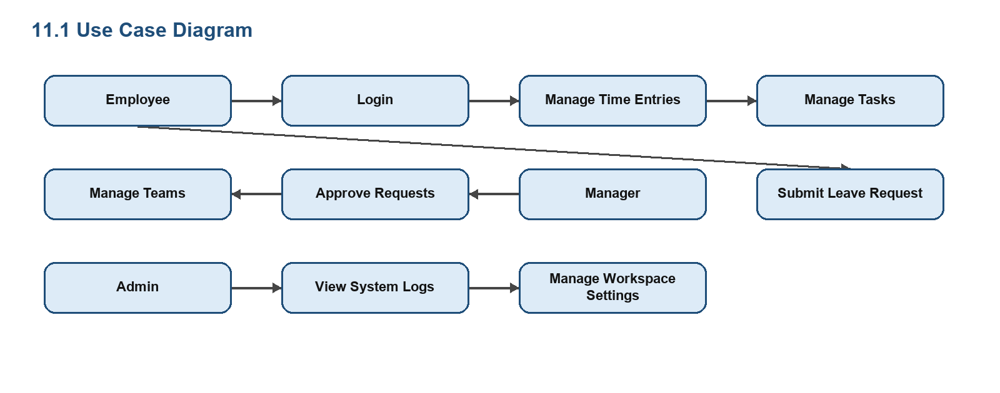 11.1 Use Case Diagram
Employee
Login
Manage Time Entries
Manage Tasks
Manage Teams
Approve Requests
Manager
Submit Leave Request
Admin
View System Logs
Manage Workspace
Settings